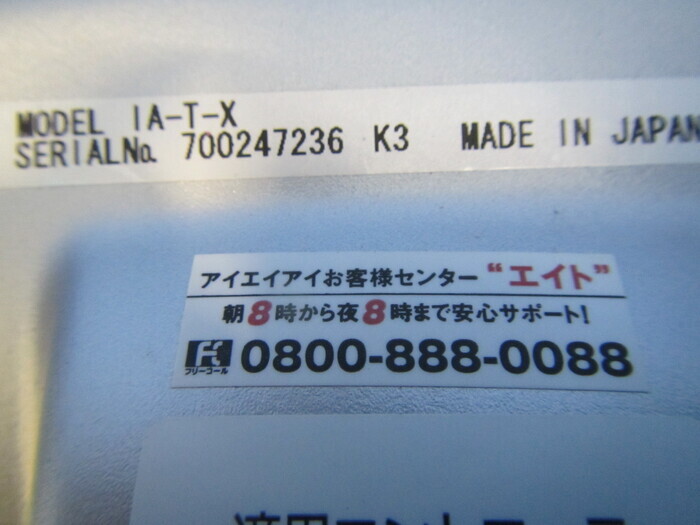 MODEL IA-T-X
SERIALNo. 700247236 K3 MADE IN JAPAN
アイエイアイお客様センター“エイト”
朝8時から夜8時まで安心サポート!
フリーコール 0800-888-0088